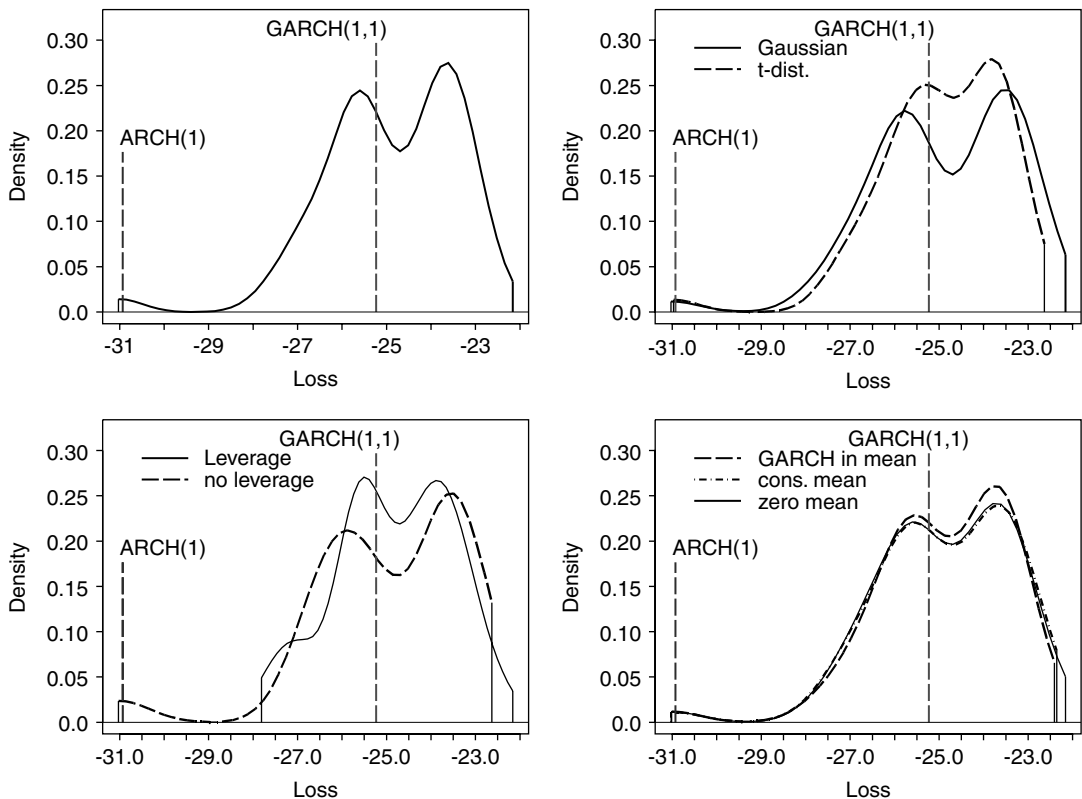 GARCH(1,1)
0.30
0.25
0.20
0.15
0.10
0.05
0.0
Density
ARCH(1)
-31 -29 -27 -25 -23
Loss
GARCH(1,1)
Gaussian
t-dist.
0.30
0.25
0.20
0.15
0.10
0.05
0.0
Density
ARCH(1)
-31.0 -29.0 -27.0 -25.0 -23.0
Loss
GARCH(1,1)
Leverage
no leverage
0.30
0.25
0.20
0.15
0.10
0.05
0.0
Density
ARCH(1)
-31.0 -29.0 -27.0 -25.0 -23.0
Loss
GARCH(1,1)
GARCH in mean
cons. mean
zero mean
0.30
0.25
0.20
0.15
0.10
0.05
0.0
Density
ARCH(1)
-31.0 -29.0 -27.0 -25.0 -23.0
Loss